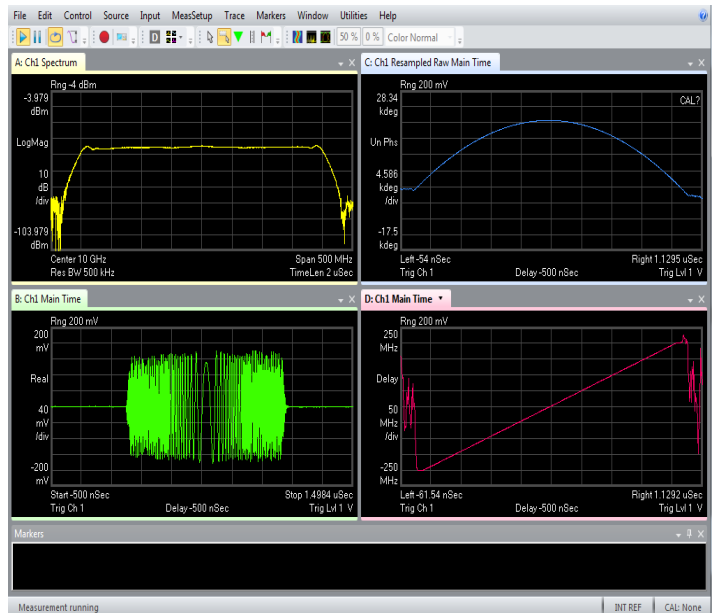 File Edit Control Source Input MeasSetup Trace Markers Window Utilities Help
D 50 % 0 % Color Normal
A: Ch1 Spectrum
Rng -4 dBm
-3.979
dBm
LogMag
10
dB
/div
-103.979
dBm
Center 10 GHz Span 500 MHz
Res BW 500 kHz TimeLen 2 uSec
C: Ch1 Resampled Raw Main Time
Rng 200 mV
28.34
kdeg
CAL?
Un Phs
4.586
kdeg
/div
-17.5
kdeg
Left -54 nSec Right 1.1295 uSec
Trig Ch 1 Delay -500 nSec Trig Lvl 1 V
B: Ch1 Main Time
Rng 200 mV
200
mV
Real
40
mV
/div
-200
mV
Start -500 nSec Stop 1.4984 uSec
Trig Ch 1 Delay -500 nSec Trig Lvl 1 V
D: Ch1 Main Time
Rng 200 mV
250
MHz
Delay
50
MHz
/div
-250
MHz
Left -61.54 nSec Right 1.1292 uSec
Trig Ch 1 Delay -500 nSec Trig Lvl 1 V
Markers
Measurement running INT REF CAL: None